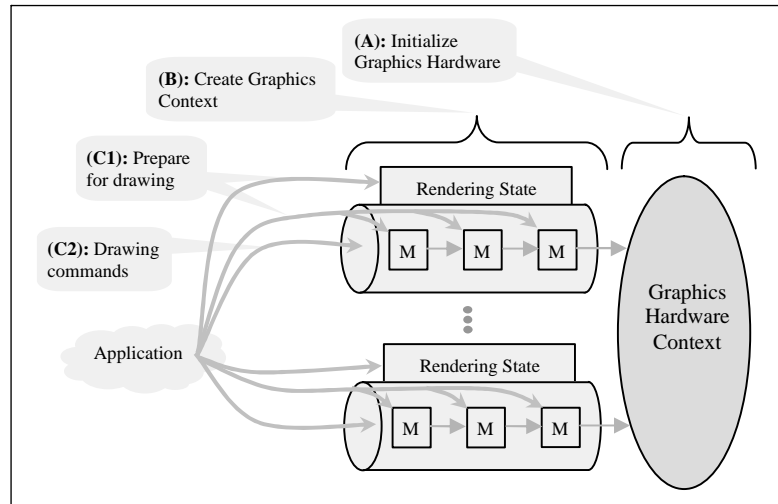 (A): Initialize
Graphics Hardware
(B): Create Graphics
Context
(C1): Prepare
for drawing
(C2): Drawing
commands
Rendering State
M M M
Application
Rendering State
M M M
Graphics
Hardware
Context